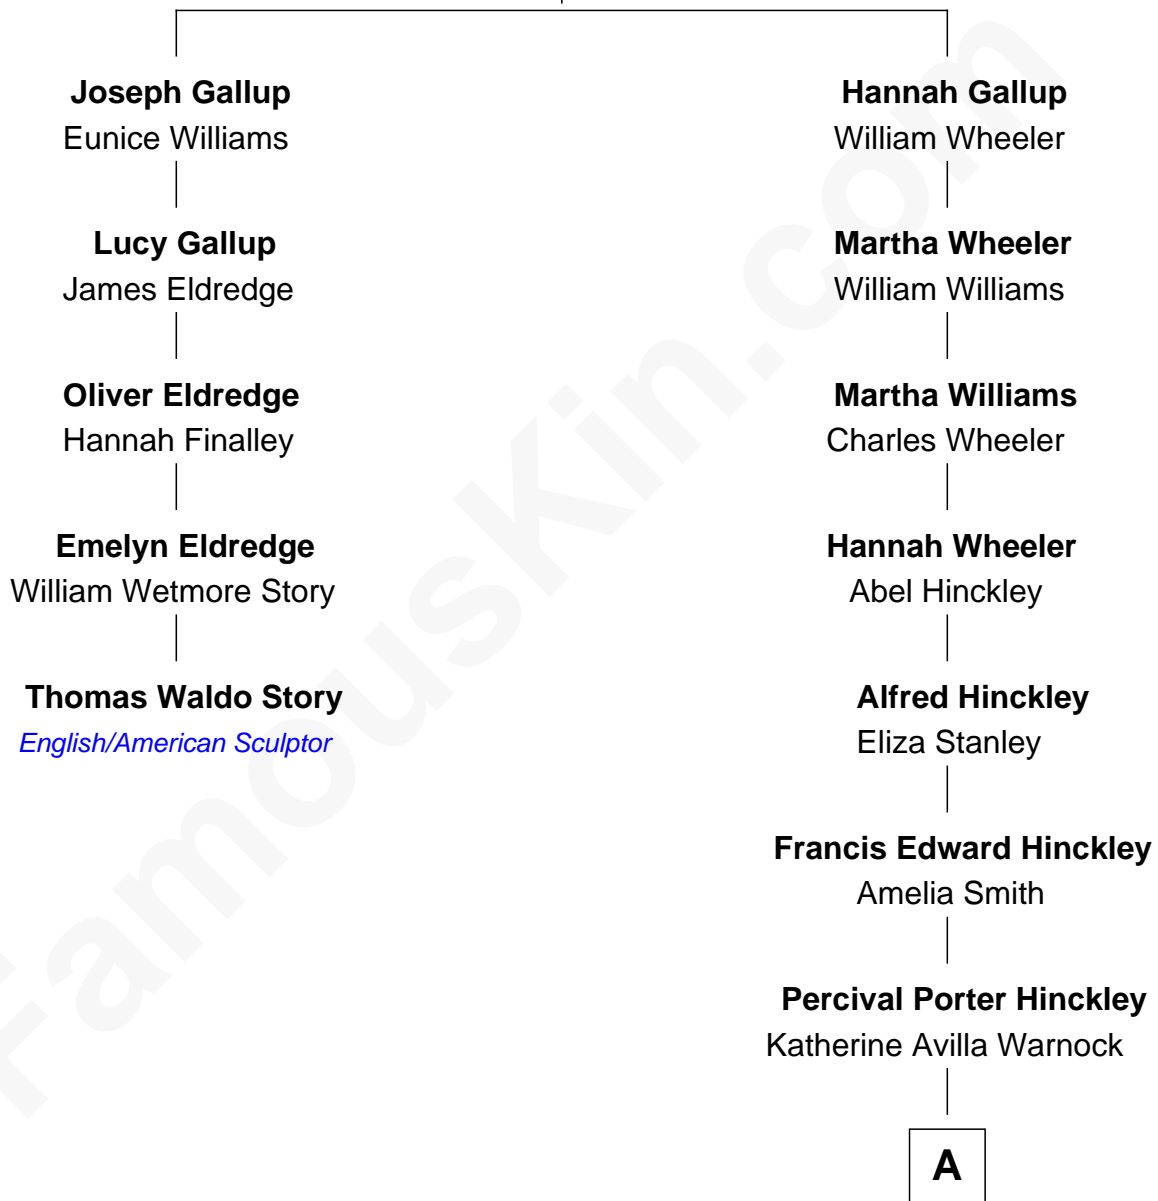 Joseph Gallup
Eunice Williams
Lucy Gallup
James Eldredge
Oliver Eldredge
Hannah Finalley
Emelyn Eldredge
William Wetmore Story
Thomas Waldo Story
English/American Sculptor
Hannah Gallup
William Wheeler
Martha Wheeler
William Williams
Martha Williams
Charles Wheeler
Hannah Wheeler
Abel Hinckley
Alfred Hinckley
Eliza Stanley
Francis Edward Hinckley
Amelia Smith
Percival Porter Hinckley
Katherine Avilla Warnock
A
FamousKin.com